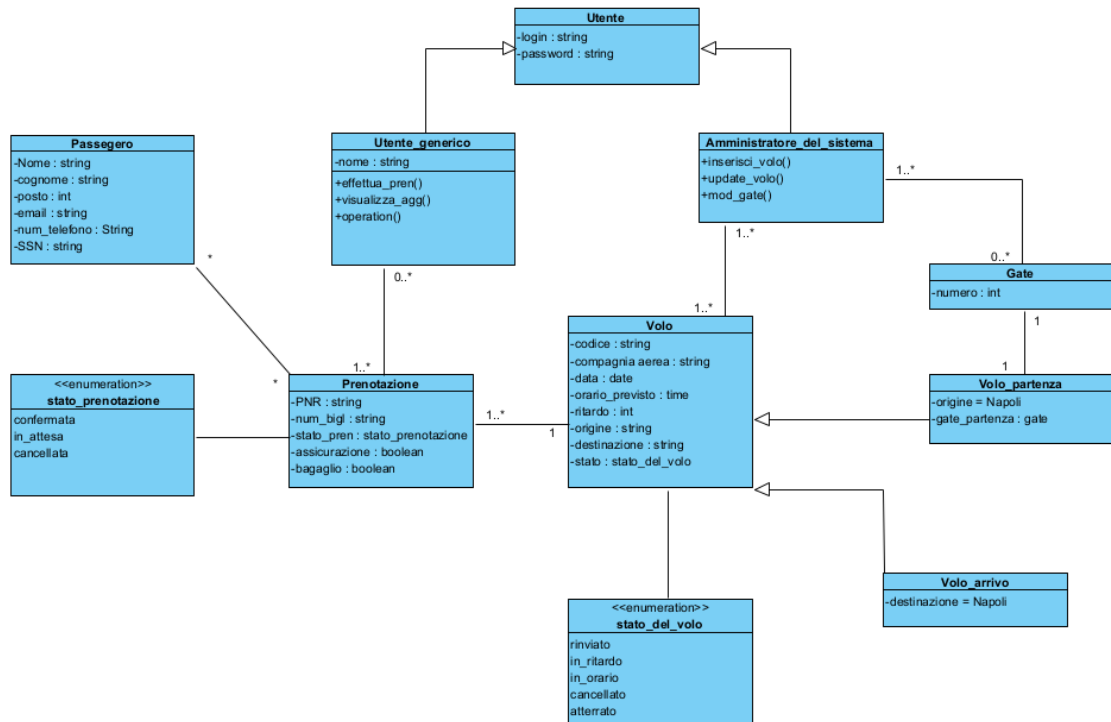 Utente
-login : string
-password : string
Passegero
-Nome : string
-cognome : string
-posto : int
-email : string
-num_telefono : String
-SSN : string
Utente_generico
-nome : string
+effettua_pren()
+visualizza_agg()
+operation()
Amministratore_del_sistema
+inserisci_volo()
+update_volo()
+mod_gate()
1..*
1..*
*
0..*
0..*
Gate
-numero : int
1
1
1..*
Volo
-codice : string
-compagnia aerea : string
-data : date
-orario_previsto : time
-ritardo : int
-origine : string
-destinazione : string
-stato : stato_del_volo
1..*
*
<<enumeration>>
stato_prenotazione
confermata
in_attesa
cancellata
Prenotazione
-PNR : string
-num_bigl : string
-stato_pren : stato_prenotazione
-assicurazione : boolean
-bagaglio : boolean
1..*
1
Volo_partenza
-origine = Napoli
-gate_partenza : gate
Volo_arrivo
-destinazione = Napoli
<<enumeration>>
stato_del_volo
rinviato
in_ritardo
in_orario
cancellato
atterrato